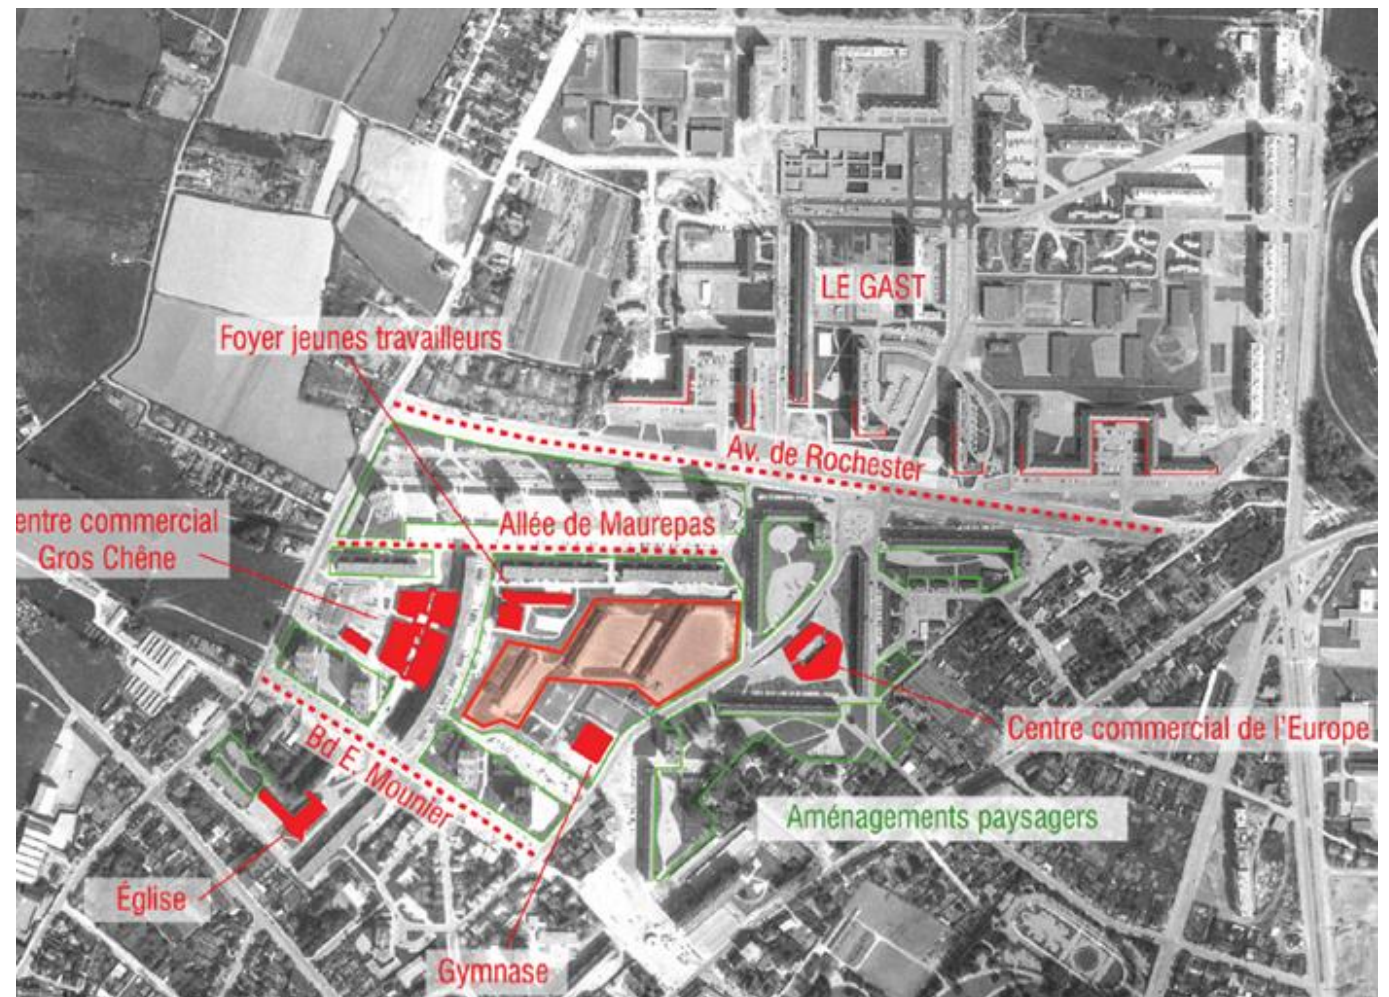 LE GAST
Foyer jeunes travailleurs
Av. de Rochester
entre commercial
Gros Chêne
Allée de Maurepas
Bd E. Mounier
Centre commercial de l'Europe
Aménagements paysagers
Église
Gymnase